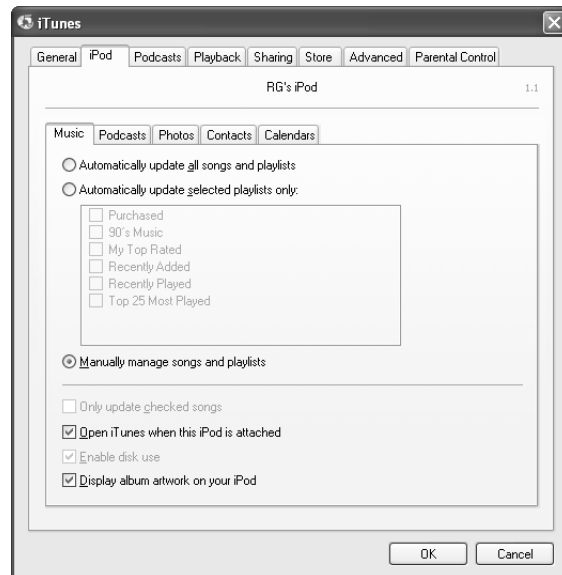 iTunes
General iPod Podcasts Playback Sharing Store Advanced Parental Control
RG's iPod 1.1
Music Podcasts Photos Contacts Calendars
Automatically update all songs and playlists
Automatically update selected playlists only:
Purchased
90's Music
My Top Rated
Recently Added
Recently Played
Top 25 Most Played
Manually manage songs and playlists
Only update checked songs
Open iTunes when this iPod is attached
Enable disk use
Display album artwork on your iPod
OK Cancel